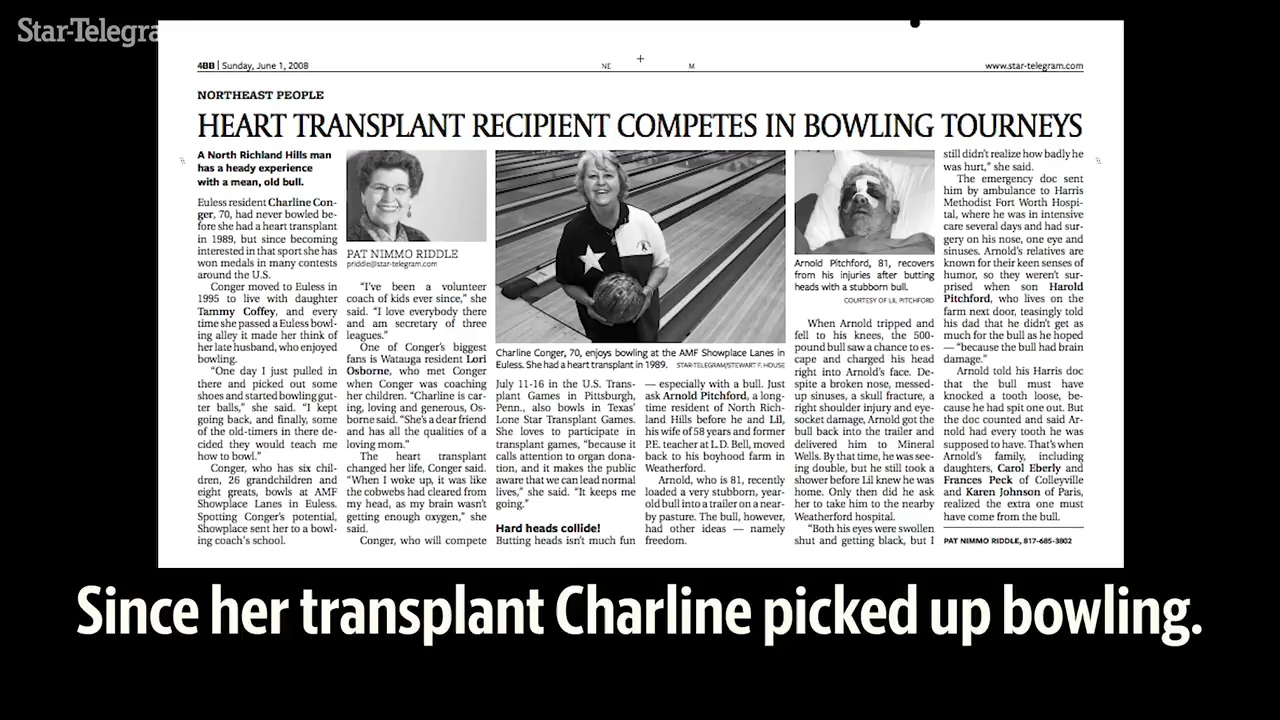 Star-Telegra
4BB | Sunday, June 1, 2008
NE
M
www.star-telegram.com
NORTHEAST PEOPLE
HEART TRANSPLANT RECIPIENT COMPETES IN BOWLING TOURNEYS
A North Richland Hills man
has a heady experience
with a mean, old bull.
Euless resident Charline Con-
ger, 70, had never bowled be-
fore she had a heart transplant
in 1989, but since becoming
interested in that sport she has
won medals in many contests
around the U.S.
Conger moved to Euless in
1995 to live with daughter
Tammy Coffey, and every
time she passed a Euless bowl-
ing alley it made her think of
her late husband, who enjoyed
bowling.
“One day I just pulled in
there and picked out some
shoes and started bowling gut-
ter balls,” she said. “I kept
going back, and finally, some
of the old-timers in there de-
cided they would teach me
how to bowl.”
Conger, who has six chil-
dren, 26 grandchildren and
eight greats, bowls at AMF
Showplace Lanes in Euless.
Spotting Conger's potential,
Showplace sent her to a bowl-
ing coach's school.
PAT NIMMO RIDDLE
priddle@star-telegram.com
“I've been a volunteer
coach of kids ever since,” she
said. “I love everybody there
and am secretary of three
leagues.”
One of Conger's biggest
fans is Watauga resident Lori
Osborne, who met Conger
when Conger was coaching
her children. “Charline is car-
ing, loving and generous, Os-
borne said. “She's a dear friend
and has all the qualities of a
loving mom.”
The heart transplant
changed her life, Conger said.
“When I woke up, it was like
the cobwebs had cleared from
my head, as my brain wasn't
getting enough oxygen,” she
said.
Conger, who will compete
Charline Conger, 70, enjoys bowling at the AMF Showplace Lanes in
Euless. She had a heart transplant in 1989. STAR-TELEGRAM/STEWART F. HOUSE
July 11-16 in the U.S. Trans-
plant Games in Pittsburgh,
Penn., also bowls in Texas'
Lone Star Transplant Games.
She loves to participate in
transplant games, “because it
calls attention to organ dona-
tion, and it makes the public
aware that we can lead normal
lives,” she said. “It keeps me
going.”
Hard heads collide!
Butting heads isn't much fun
— especially with a bull. Just
ask Arnold Pitchford, a long-
time resident of North Rich-
land Hills before he and Lil,
his wife of 58 years and former
P.E. teacher at L.D. Bell, moved
back to his boyhood farm in
Weatherford.
Arnold, who is 81, recently
loaded a very stubborn, year-
old bull into a trailer on a near-
by pasture. The bull, however,
had other ideas — namely
freedom.
Arnold Pitchford, 81, recovers
from his injuries after butting
heads with a stubborn bull.
COURTESY OF LIL PITCHFORD
When Arnold tripped and
fell to his knees, the 500-
pound bull saw a chance to es-
cape and charged his head
right into Arnold's face. De-
spite a broken nose, messed-
up sinuses, a skull fracture, a
right shoulder injury and eye-
socket damage, Arnold got the
bull back into the trailer and
delivered him to Mineral
Wells. By that time, he was see-
ing double, but he still took a
shower before Lil knew he was
home. Only then did he ask
her to take him to the nearby
Weatherford hospital.
“Both his eyes were swollen
shut and getting black, but I
still didn't realize how badly he
was hurt,” she said.
The emergency doc sent
him by ambulance to Harris
Methodist Fort Worth Hospi-
tal, where he was in intensive
care several days and had sur-
gery on his nose, one eye and
sinuses. Arnold's relatives are
known for their keen senses of
humor, so they weren't sur-
prised when son Harold
Pitchford, who lives on the
farm next door, teasingly told
his dad that he didn't get as
much for the bull as he hoped
— “because the bull had brain
damage.”
Arnold told his Harris doc
that the bull must have
knocked a tooth loose, be-
cause he had spit one out. But
the doc counted and said Ar-
nold had every tooth he was
supposed to have. That's when
Arnold's family, including
daughters, Carol Eberly and
Frances Peck of Colleyville
and Karen Johnson of Paris,
realized the extra one must
have come from the bull.
PAT NIMMO RIDDLE, 817-685-3802
Since her transplant Charline picked up bowling.